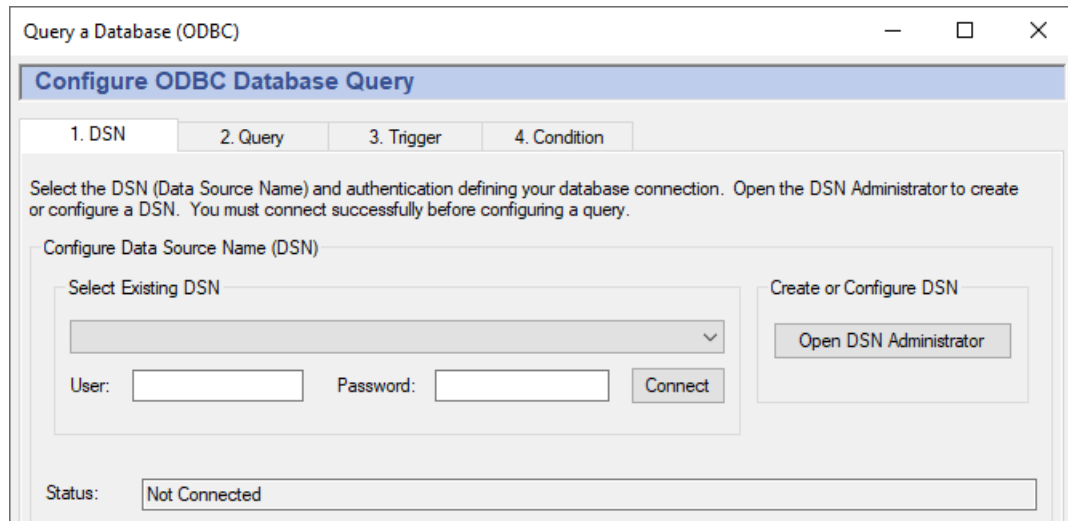 Query a Database (ODBC)
Configure ODBC Database Query
1. DSN 2. Query 3. Trigger 4. Condition
Select the DSN (Data Source Name) and authentication defining your database connection.  Open the DSN Administrator to create
or configure a DSN.  You must connect successfully before configuring a query.
Configure Data Source Name (DSN)
Select Existing DSN
Create or Configure DSN
Open DSN Administrator
User: Password: Connect
Status: Not Connected